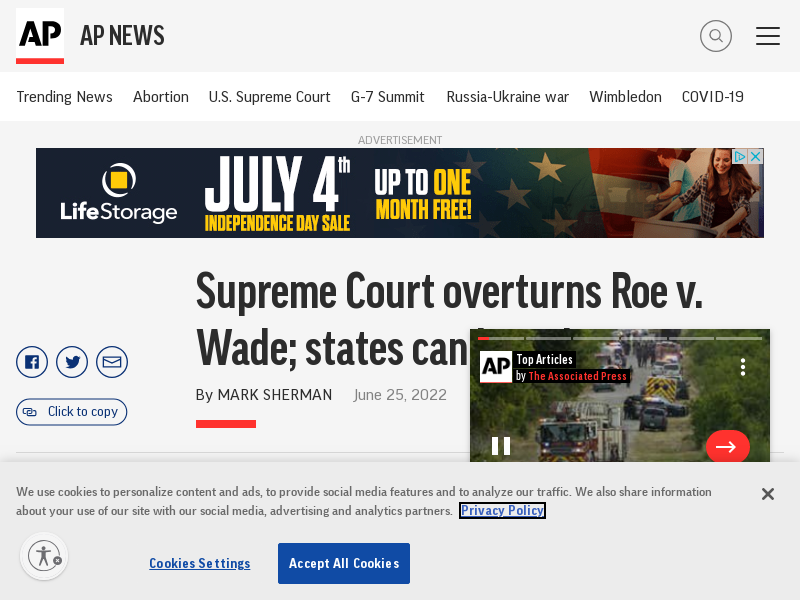 AP AP NEWS
Trending News Abortion U.S. Supreme Court G-7 Summit Russia-Ukraine war Wimbledon COVID-19
ADVERTISEMENT
LifeStorage
JULY 4th
INDEPENDENCE DAY SALE
UP TO ONE
MONTH FREE!
Supreme Court overturns Roe v.
Wade; states can
By MARK SHERMAN June 25, 2022
Click to copy
AP Top Articles
by The Associated Press
We use cookies to personalize content and ads, to provide social media features and to analyze our traffic. We also share information
about your use of our site with our social media, advertising and analytics partners. Privacy Policy
Cookies Settings Accept All Cookies